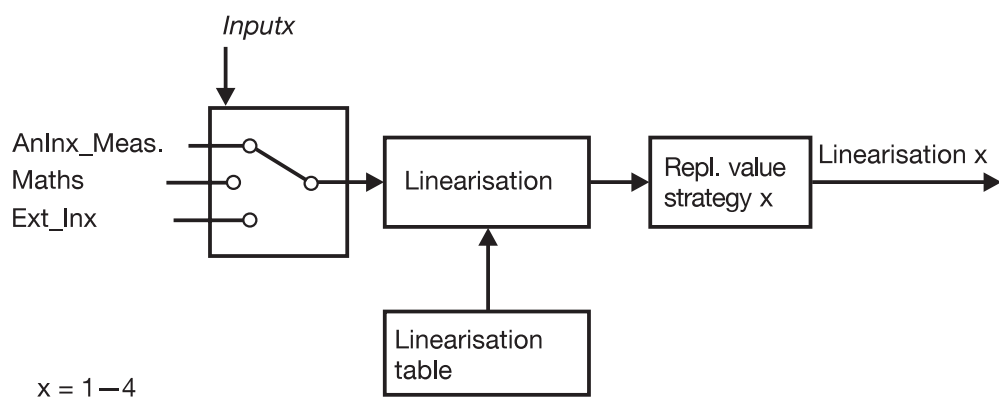 Inputx
AnInx_Meas.
Maths
Ext_Inx
Linearisation
Repl. value
strategy x
Linearisation x
Linearisation
table
x = 1—4